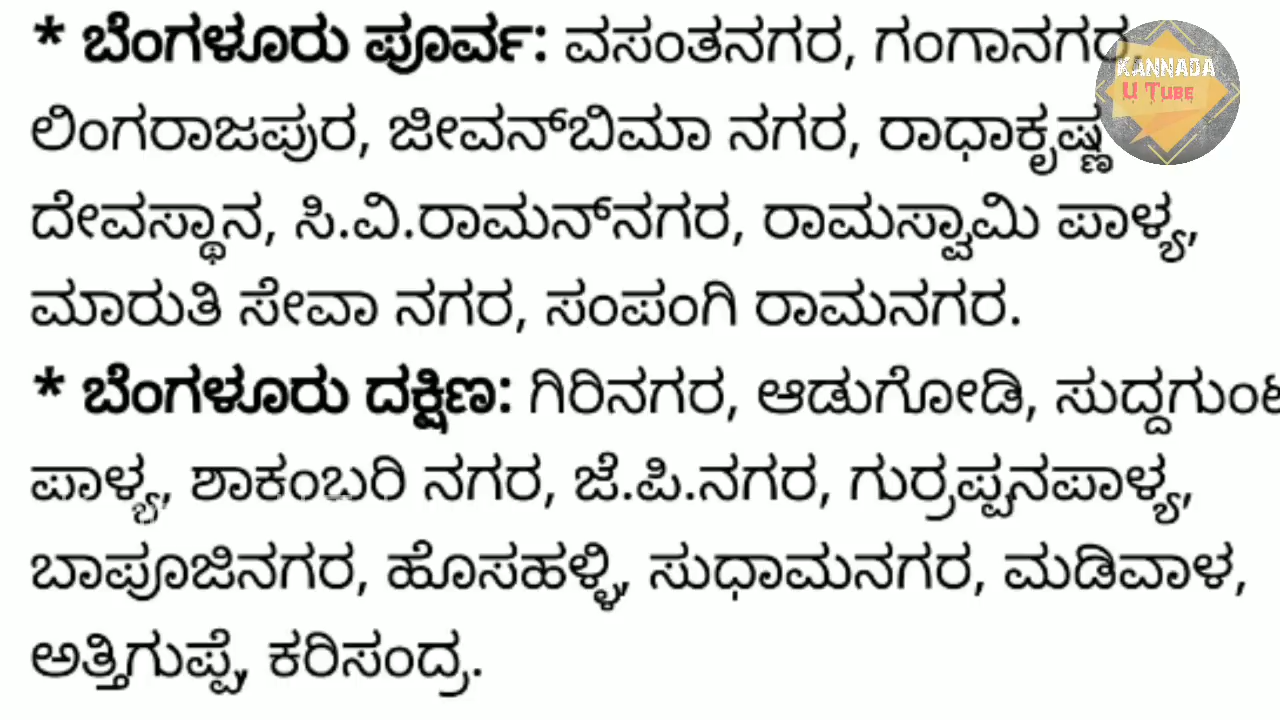 * ಬೆಂಗಳೂರು ಪೂರ್ವ: ವಸಂತನಗರ, ಗಂಗಾನಗರ,
KANNADA
U TUBE
ಲಿಂಗರಾಜಪುರ, ಜೀವನ್‌ಬಿಮಾ ನಗರ, ರಾಧಾಕೃಷ್ಣ
ದೇವಸ್ಥಾನ, ಸಿ.ವಿ.ರಾಮನ್‌ನಗರ, ರಾಮಸ್ವಾಮಿ ಪಾಳ್ಯ,
ಮಾರುತಿ ಸೇವಾ ನಗರ, ಸಂಪಂಗಿ ರಾಮನಗರ.
* ಬೆಂಗಳೂರು ದಕ್ಷಿಣ: ಗಿರಿನಗರ, ಆಡುಗೋಡಿ, ಸುದ್ದಗುಂಟ
ಪಾಳ್ಯ, ಶಾಕಂಬರಿ ನಗರ, ಜೆ.ಪಿ.ನಗರ, ಗುರ್ರಪ್ಪನಪಾಳ್ಯ,
ಬಾಪೂಜಿನಗರ, ಹೊಸಹಳ್ಳಿ, ಸುಧಾಮನಗರ, ಮಡಿವಾಳ,
ಅತ್ತಿಗುಪ್ಪೆ, ಕರಿಸಂದ್ರ.